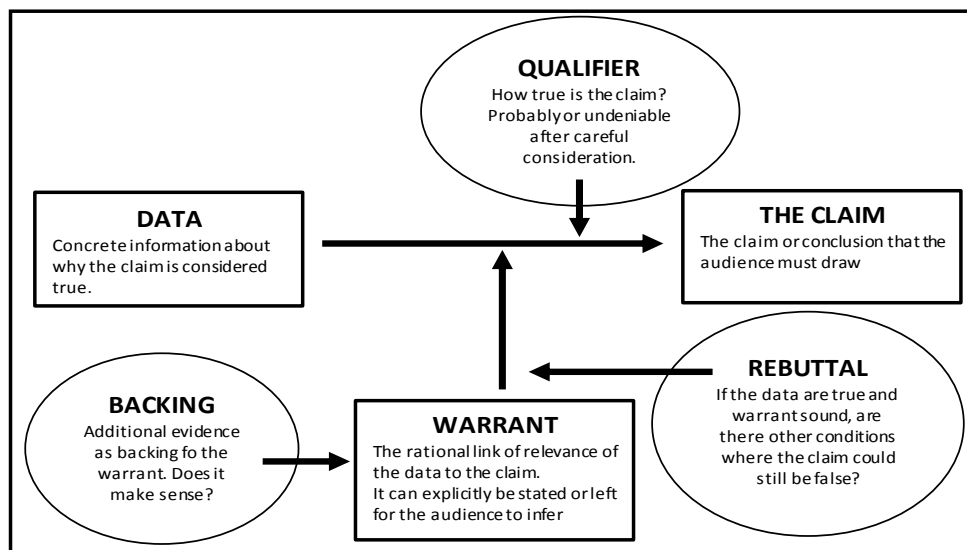 QUALIFIER
How true is the claim?
Probably or undeniable
after careful
consideration.
DATA
Concrete information about
why the claim is considered
true.
THE CLAIM
The claim or conclusion that the
audience must draw
BACKING
Additional evidence
as backing fo the
warrant. Does it
make sense?
WARRANT
The rational link of relevance of
the data to the claim.
It can explicitly be stated or left
for the audience to infer
REBUTTAL
If the data are true and
warrant sound, are
there other conditions
where the claim could
still be false?